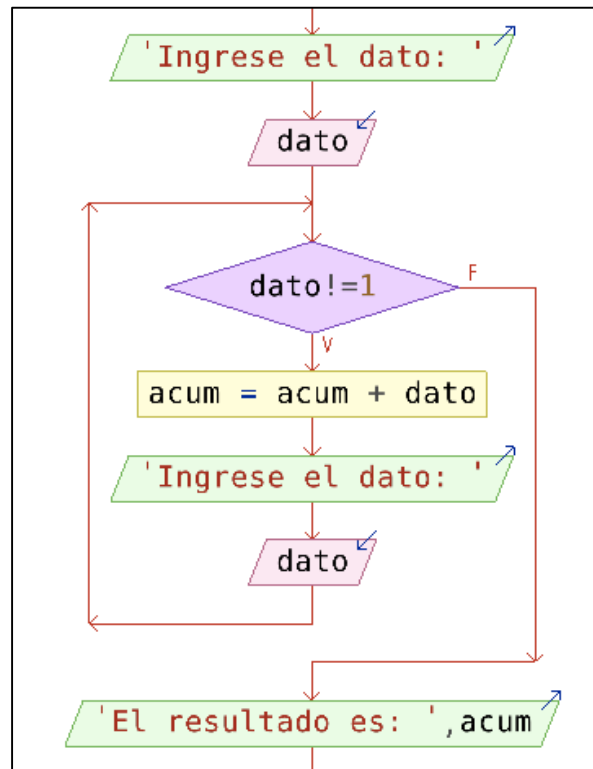 'Ingrese el dato: '
dato
dato!=1
F
V
acum = acum + dato
'Ingrese el dato: '
dato
'El resultado es: ',acum